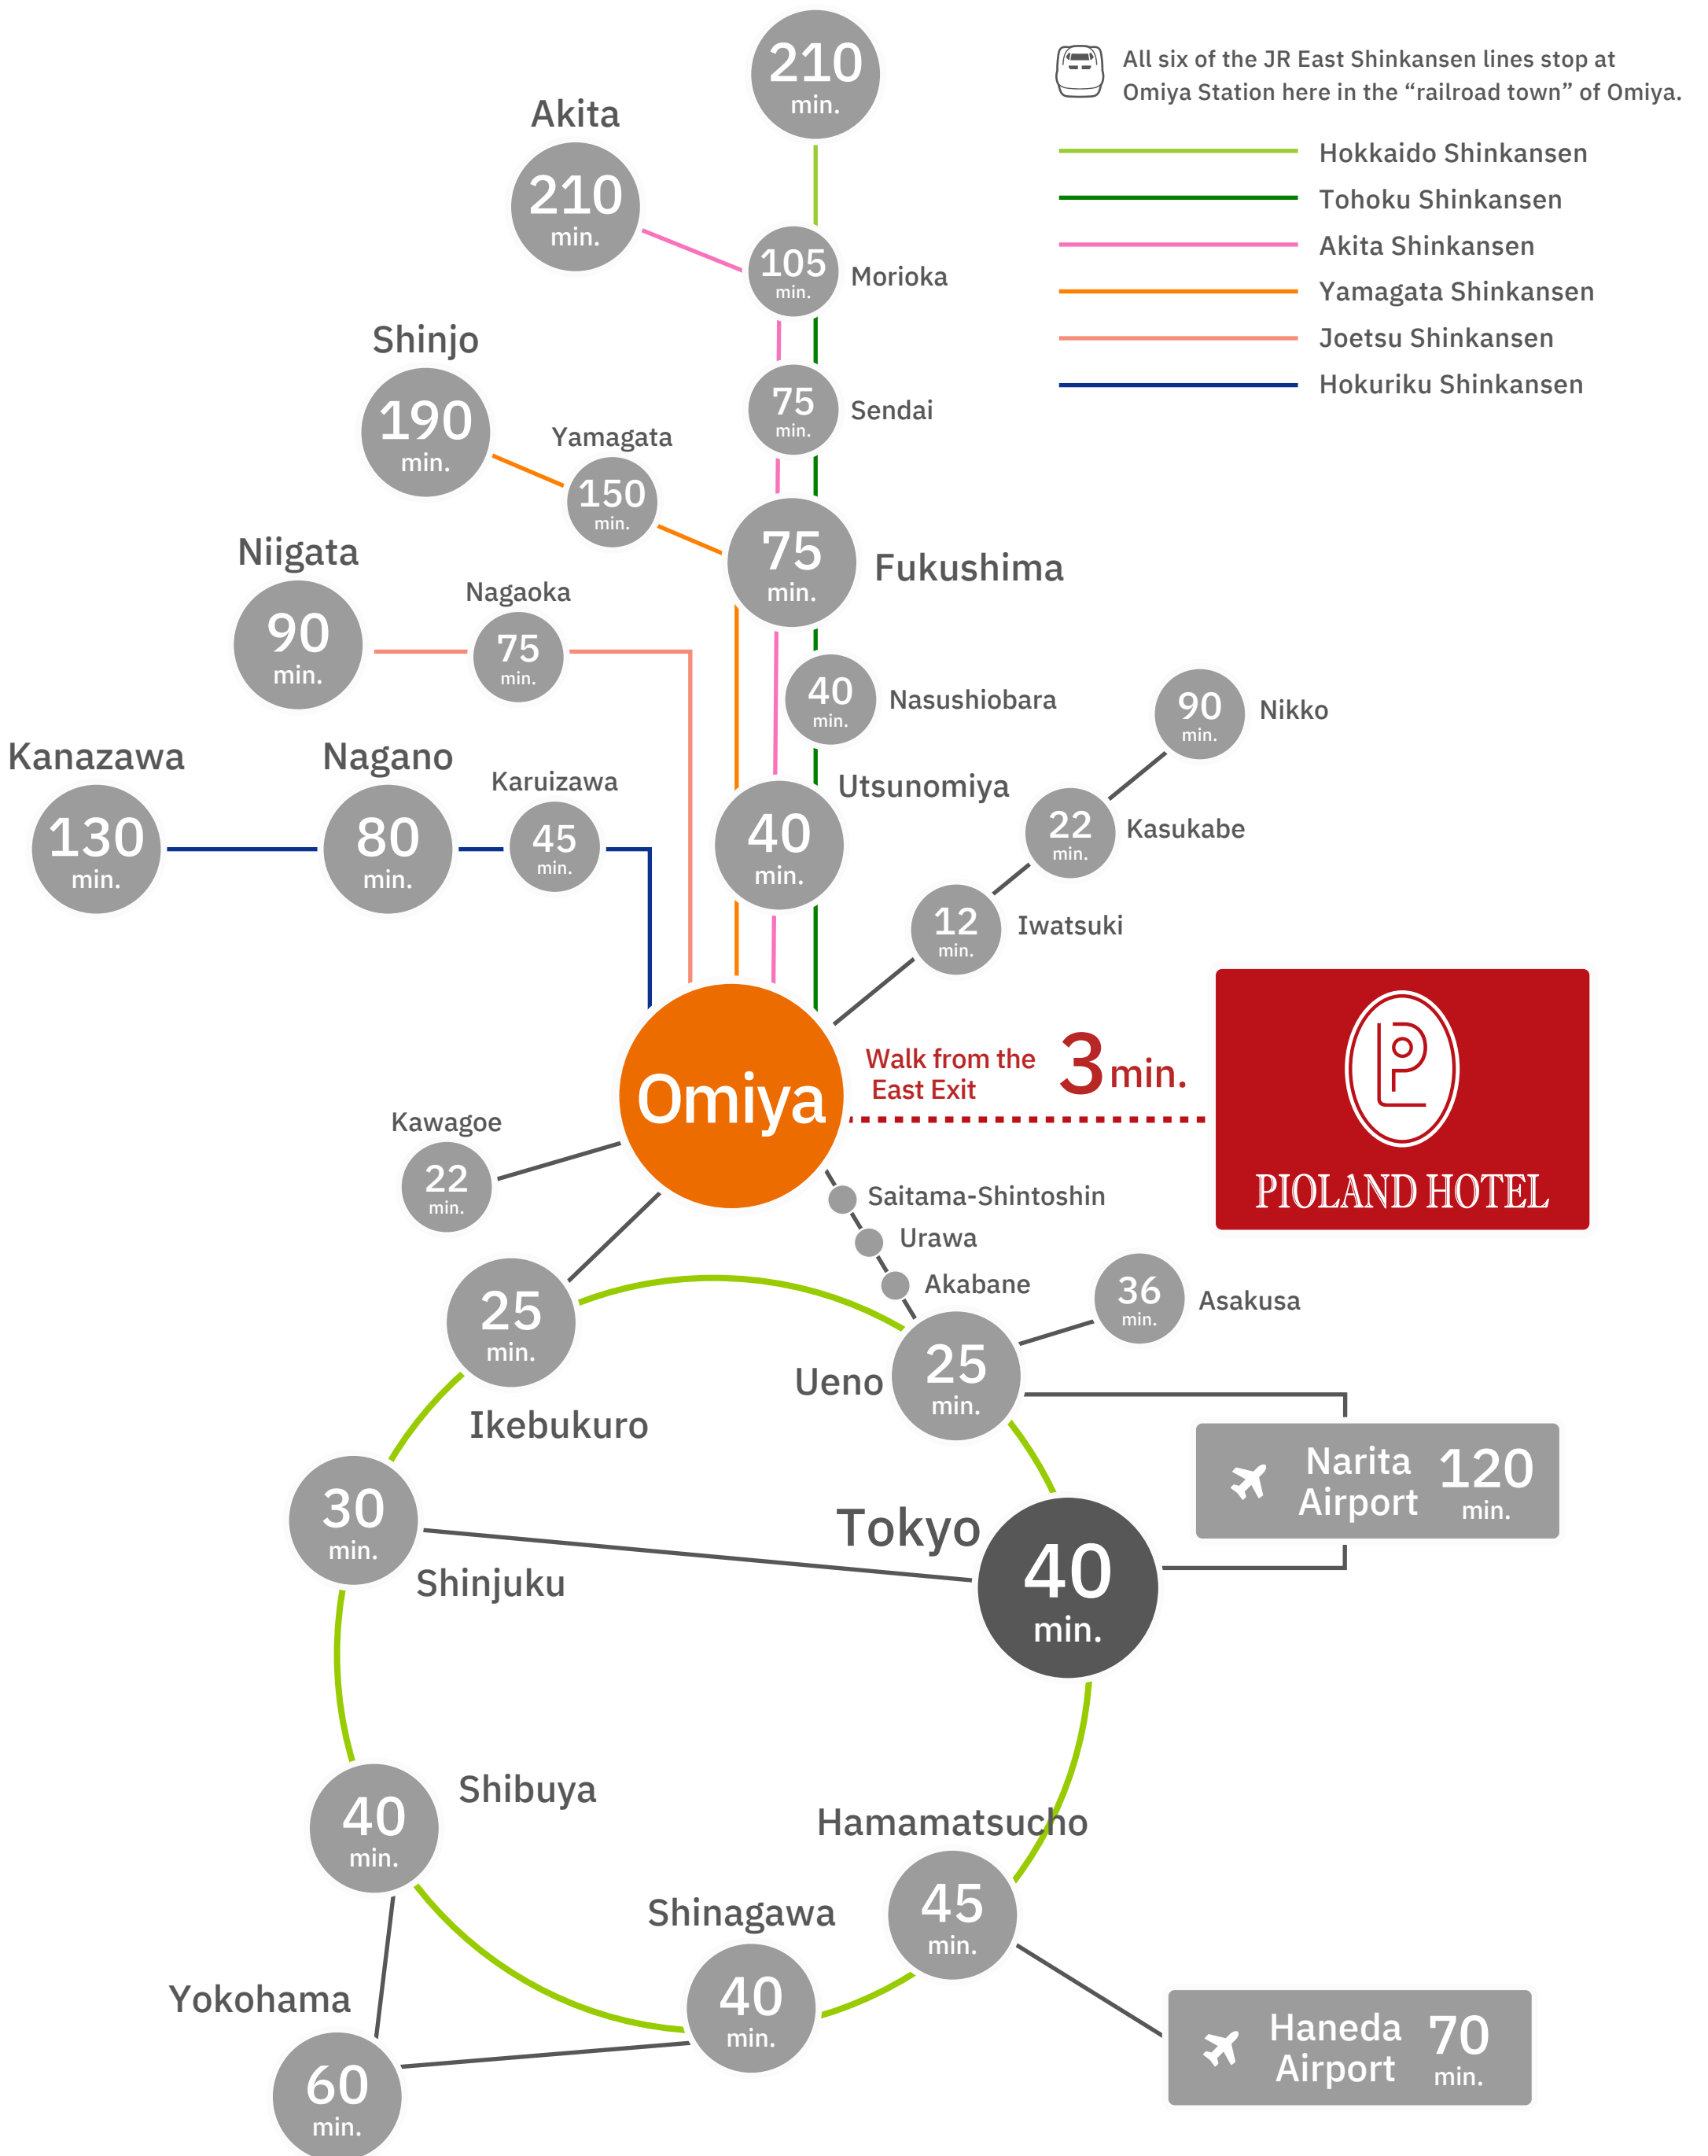 210
min.
All six of the JR East Shinkansen lines stop at
Omiya Station here in the “railroad town” of Omiya.
Hokkaido Shinkansen
Tohoku Shinkansen
Akita Shinkansen
Yamagata Shinkansen
Joetsu Shinkansen
Hokuriku Shinkansen
Akita
210
min.
105
min.
Morioka
Shinjo
190
min.
75
min.
Sendai
Yamagata
150
min.
75
min.
Fukushima
Niigata
90
min.
Nagaoka
75
min.
40
min.
Nasushiobara
90
min.
Nikko
Kanazawa
130
min.
Nagano
80
min.
Karuizawa
45
min.
Utsunomiya
40
min.
22
min.
Kasukabe
12
min.
Iwatsuki
Omiya
Walk from the
East Exit
3 min.
PIOLAND HOTEL
Kawagoe
22
min.
Saitama-Shintoshin
Urawa
Akabane
25
min.
Ikebukuro
Ueno
25
min.
36
min.
Asakusa
Narita
Airport
120
min.
30
min.
Shinjuku
Tokyo
40
min.
Shibuya
40
min.
Hamamatsucho
45
min.
Shinagawa
40
min.
Yokohama
60
min.
Haneda
Airport
70
min.